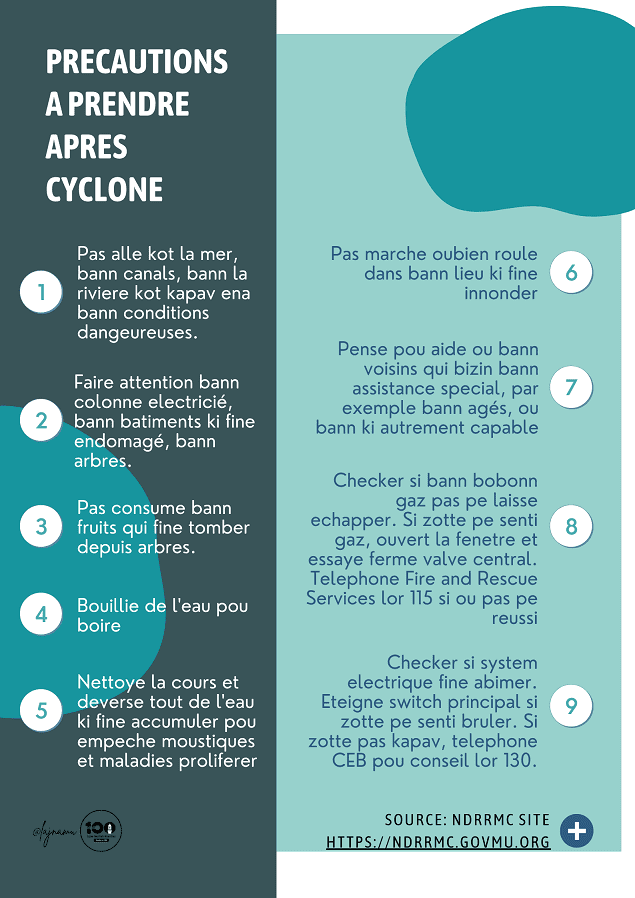 PRECAUTIONS
A PRENDRE
APRES
CYCLONE
1
Pas alle kot la mer,
bann canals, bann la
riviere kot kapav ena
bann conditions
dangeureuses.
2
Faire attention bann
colonne electricié,
bann batiments ki fine
endomagé, bann
arbres.
3
Pas consume bann
fruits qui fine tomber
depuis arbres.
4
Bouillie de l'eau pou
boire
5
Nettoye la cours et
deverse tout de l'eau
ki fine accumuler pou
empeche moustiques
et maladies proliferer
6
Pas marche oubien roule
dans bann lieu ki fine
innonder
7
Pense pou aide ou bann
voisins qui bizin bann
assistance special, par
exemple bann agés, ou
bann ki autrement capable
8
Checker si bann bobonn
gaz pas pe laisse
echapper. Si zotte pe senti
gaz, ouvert la fenetre et
essaye ferme valve central.
Telephone Fire and Rescue
Services lor 115 si ou pas pe
reussi
9
Checker si system
electrique fine abimer.
Eteigne switch principal si
zotte pe senti bruler. Si
zotte pas kapav, telephone
CEB pou conseil lor 130.
@lajnamu
100
SOURCE: NDRRMC SITE
HTTPS://NDRRMC.GOVMU.ORG